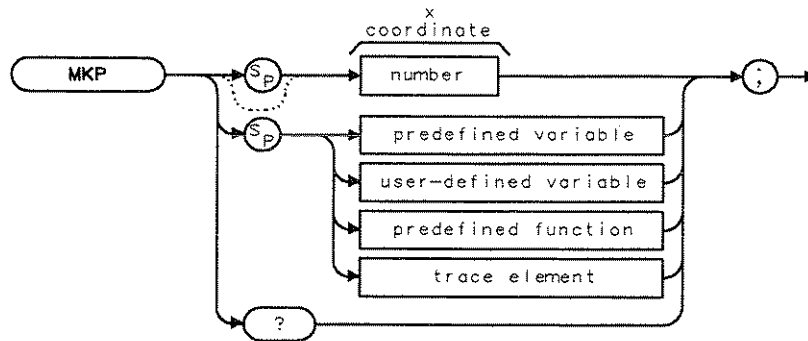 x
coordinate
MKP
SP
number
;
SP
predefined variable
user-defined variable
predefined function
trace element
?